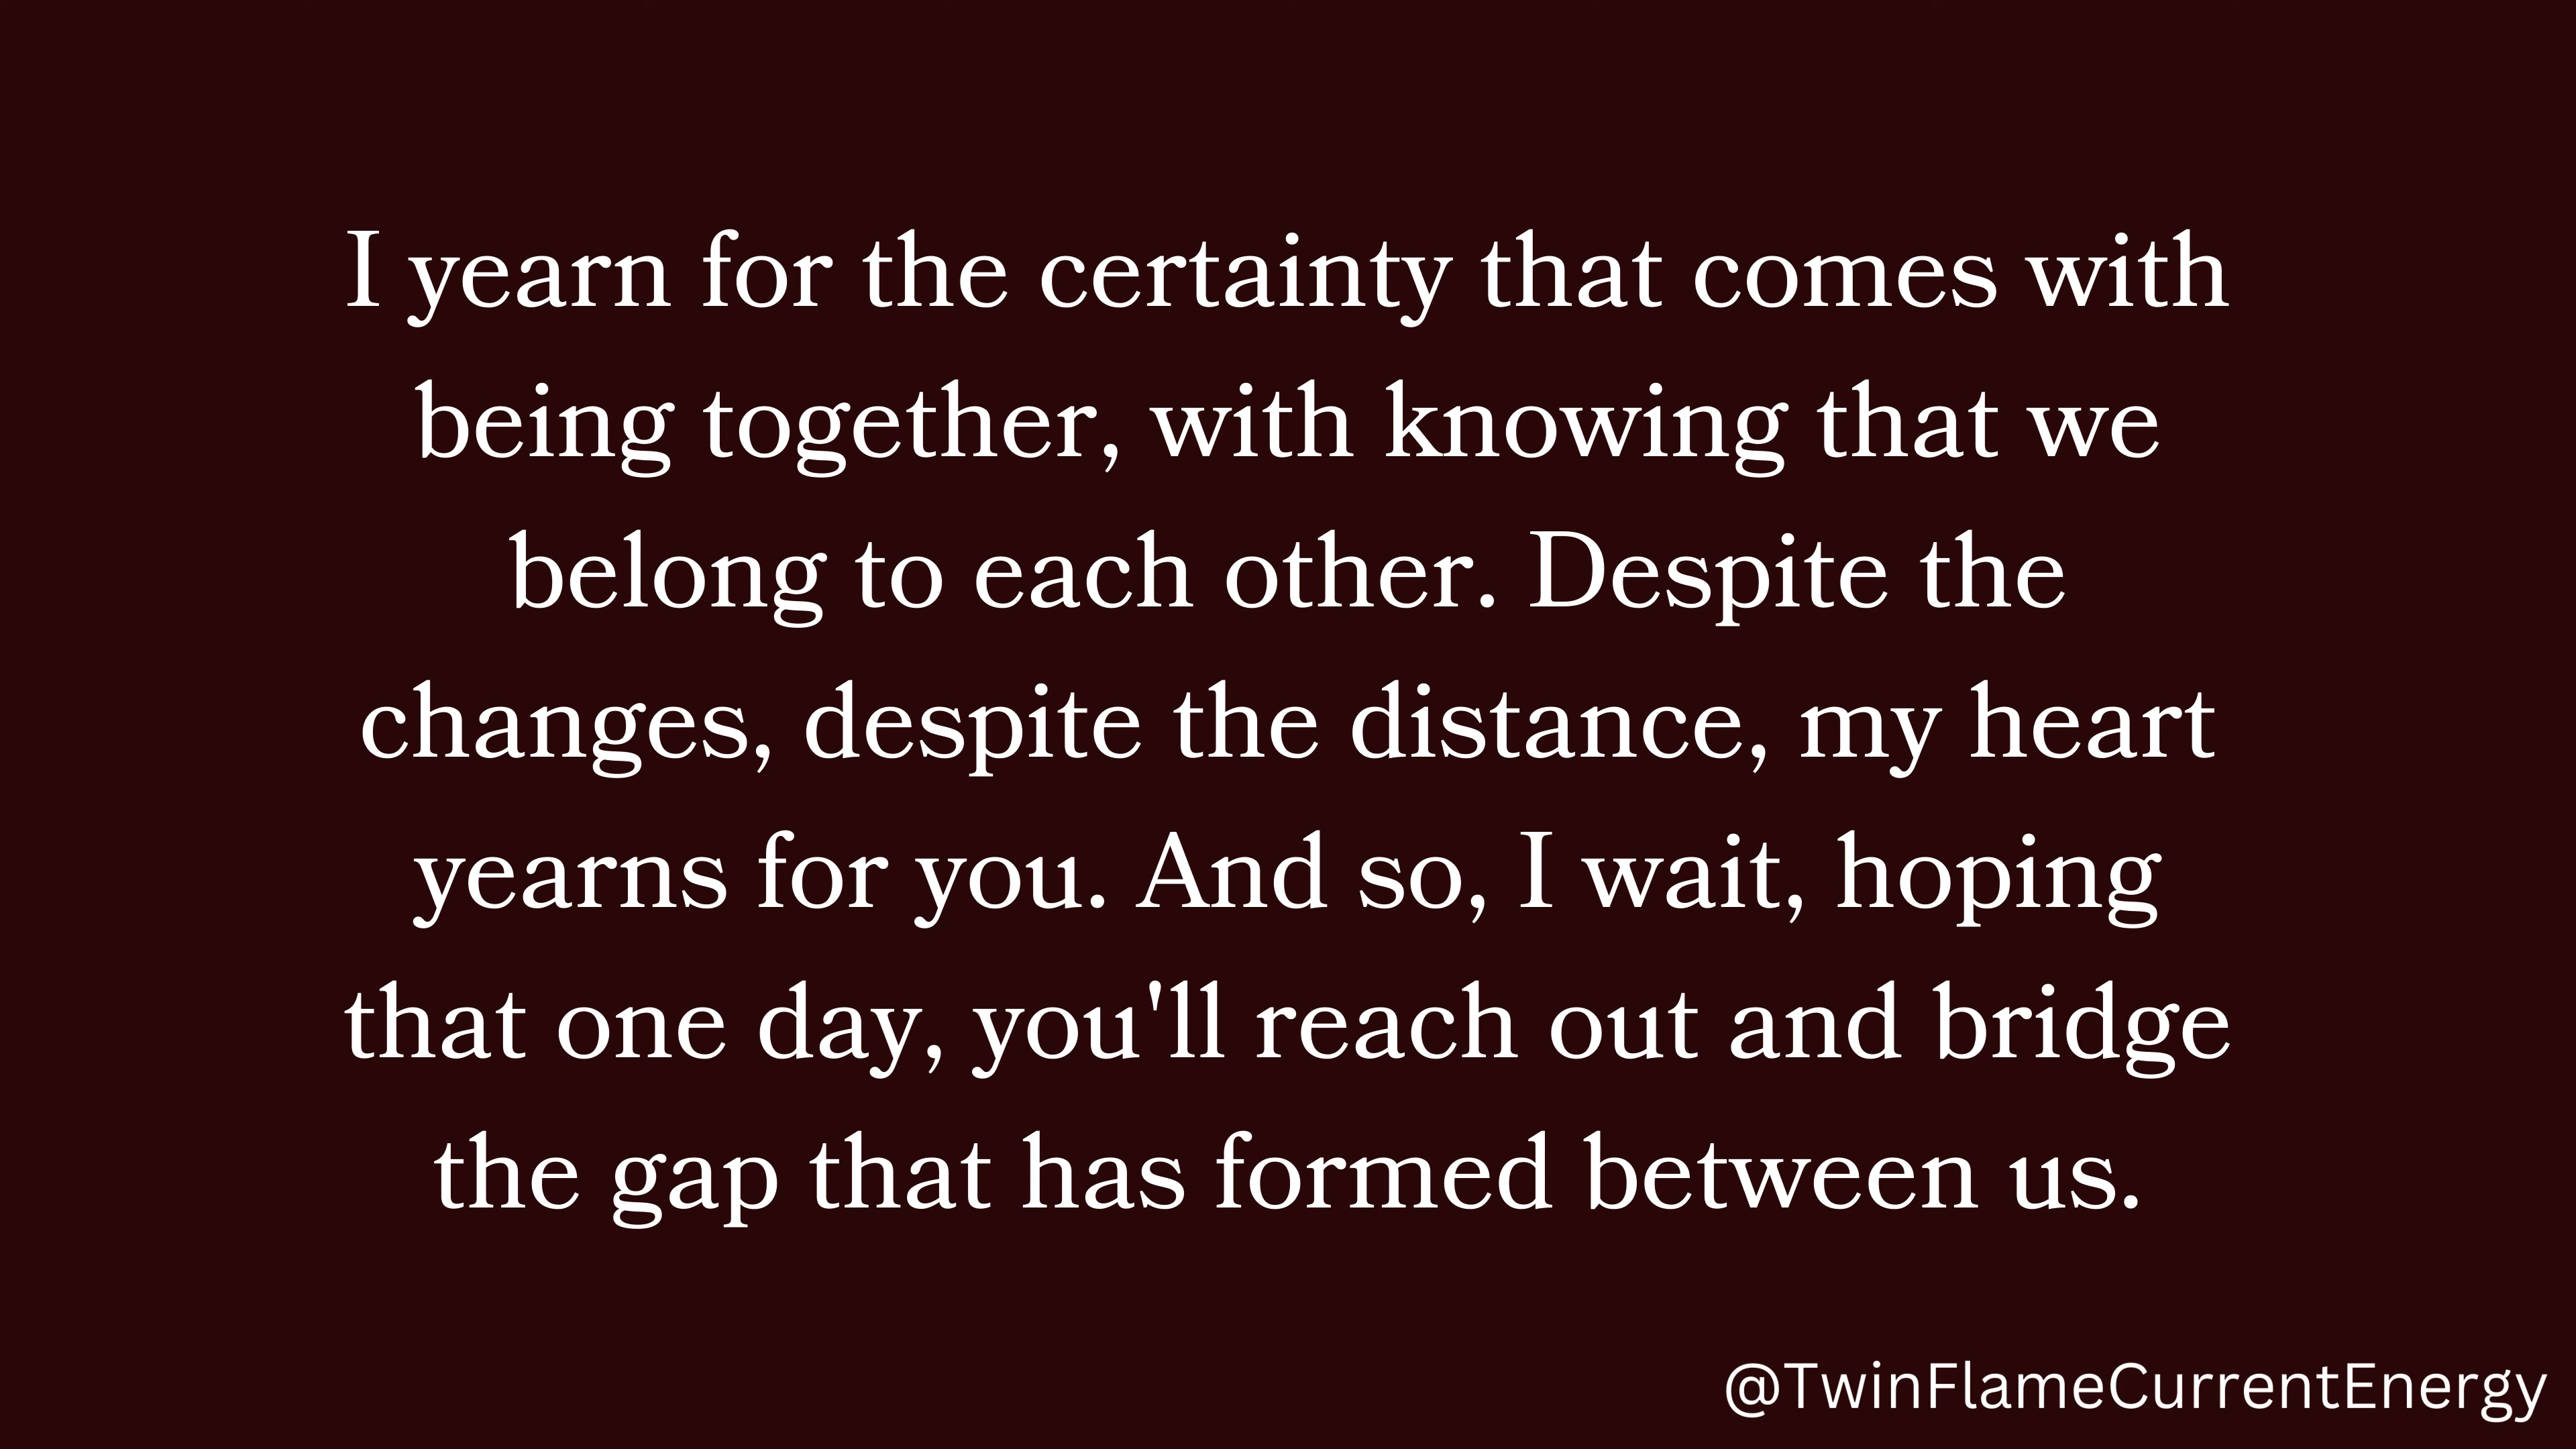 I yearn for the certainty that comes with
being together, with knowing that we
belong to each other. Despite the
changes, despite the distance, my heart
yearns for you. And so, I wait, hoping
that one day, you'll reach out and bridge
the gap that has formed between us.
@TwinFlameCurrentEnergy